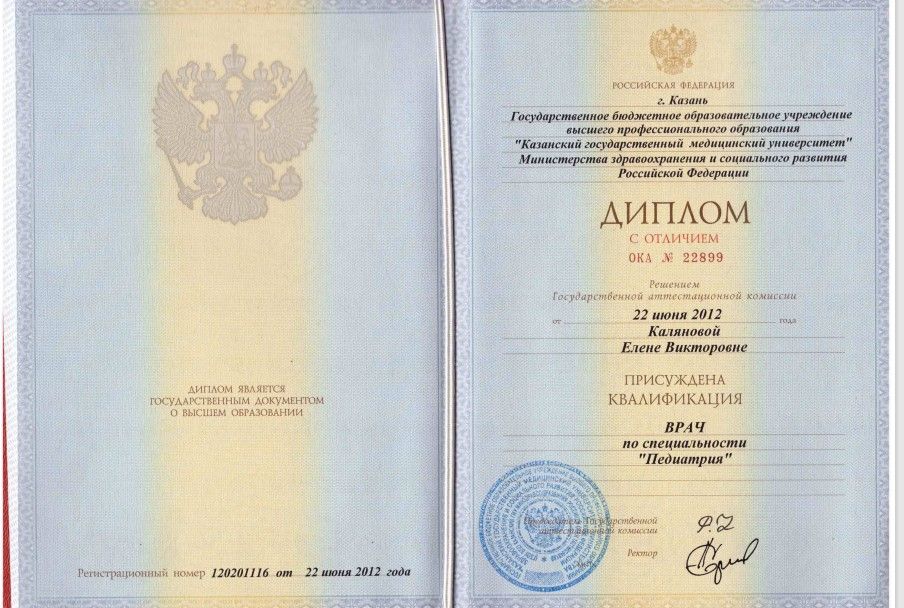 ДИПЛОМ ЯВЛЯЕТСЯ
ГОСУДАРСТВЕННЫМ ДОКУМЕНТОМ
О ВЫСШЕМ ОБРАЗОВАНИИ
Регистрационный номер 120201116 от 22 июня 2012 года
РОССИЙСКАЯ ФЕДЕРАЦИЯ
г. Казань
Государственное бюджетное образовательное учреждение
высшего профессионального образования
"Казанский государственный медицинский университет"
Министерства здравоохранения и социального развития
Российской Федерации
ДИПЛОМ
С ОТЛИЧИЕМ
ОКА № 22899
Решением
Государственной аттестационной комиссии
от 22 июня 2012 года
Каляновой
Елене Викторовне
ПРИСУЖДЕНА
КВАЛИФИКАЦИЯ
ВРАЧ
по специальности
"Педиатрия"
Председатель Государственной
аттестационной комиссии
Ректор